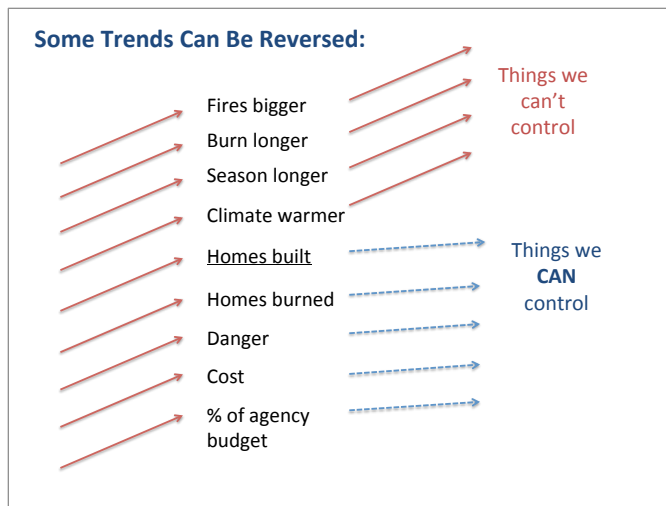 Some Trends Can Be Reversed:
Things we
can’t
control
Fires bigger
Burn longer
Season longer
Climate warmer
Homes built
Homes burned
Danger
Cost
% of agency
budget
Things we
CAN
control